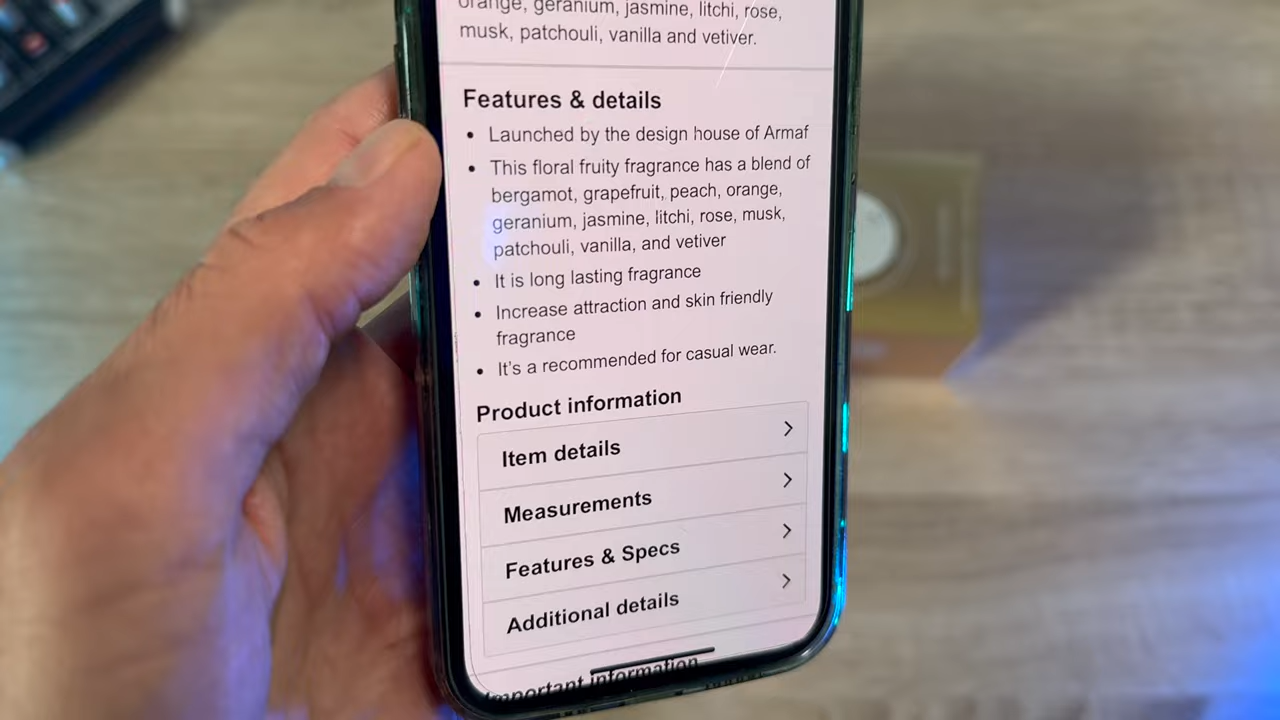 orange, geranium, jasmine, litchi, rose,
musk, patchouli, vanilla and vetiver.
Features & details
• Launched by the design house of Armaf
• This floral fruity fragrance has a blend of
bergamot, grapefruit, peach, orange,
geranium, jasmine, litchi, rose, musk,
patchouli, vanilla, and vetiver
• It is long lasting fragrance
• Increase attraction and skin friendly
fragrance
• It's a recommended for casual wear.
Product information
Item details
Measurements
Features & Specs
Additional details
Important information